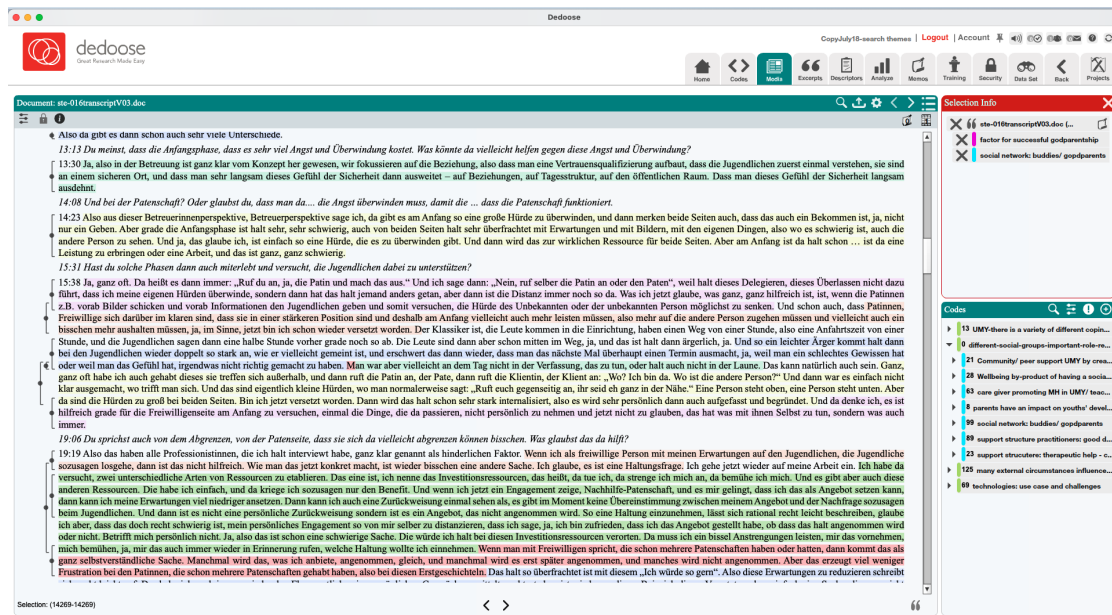 Dedoose
dedoose
Great Research Made Easy
CopyJuly18-search themes | Logout | Account
Home
Codes
Media
Excerpts
Descriptors
Analyze
Memos
Training
Security
Data Set
Back
Projects
Document: ste-016transcriptV03.doc
Also da gibt es dann schon auch sehr viele Unterschiede.
13:13 Du meinst, dass die Anfangsphase, dass es sehr viel Angst und Überwindung kostet. Was könnte da vielleicht helfen gegen diese Angst und Überwindung?
13:30 Ja, also in der Betreuung ist ganz klar vom Konzept her gewesen, wir fokussieren auf die Beziehung, also dass man eine Vertrauensqualifizierung aufbaut, dass die Jugendlichen zuerst einmal verstehen, sie sind
an einem sicheren Ort, und dass man sehr langsam dieses Gefühl der Sicherheit dann ausweitet – auf Beziehungen, auf Tagesstruktur, auf den öffentlichen Raum. Dass man dieses Gefühl der Sicherheit langsam
ausdehnt.
14:08 Und bei der Patenschaft? Oder glaubst du, dass man da.... die Angst überwinden muss, damit die … dass die Patenschaft funktioniert.
14:23 Also aus dieser Betreuerinnenperspektive, Betreuerperspektive sage ich, da gibt es am Anfang so eine große Hürde zu überwinden, und dann merken beide Seiten auch, dass das auch ein Bekommen ist, ja, nicht
nur ein Geben. Aber grade die Anfangsphase ist halt sehr, sehr schwierig, auch von beiden Seiten halt sehr überfrachtet mit Erwartungen und mit Bildern, mit den eigenen Dingen, also wo es schwierig ist, auch die
andere Person zu sehen. Und ja, das glaube ich, ist einfach so eine Hürde, die es zu überwinden gibt. Und dann wird das zur wirklichen Ressource für beide Seiten. Aber am Anfang ist da halt schon … ist da eine
Leistung zu erbringen oder eine Arbeit, und das ist ganz, ganz schwierig.
15:31 Hast du solche Phasen dann auch miterlebt und versucht, die Jugendlichen dabei zu unterstützen?
15:38 Ja, ganz oft. Da heißt es dann immer: „Ruf du an, ja, die Patin und mach das aus.“ Und ich sage dann: „Nein, ruf selber die Patin an oder den Paten“, weil halt dieses Delegieren, dieses Überlassen nicht dazu
führt, dass ich meine eigenen Hürden überwinde, sondern dann hat das halt jemand anders getan, aber dann ist die Distanz immer noch so da. Was ich jetzt glaube, was ganz, ganz hilfreich ist, ist, wenn die Patinnen
z.B. vorab Bilder schicken und vorab Informationen den Jugendlichen geben und somit versuchen, die Hürde des Unbekannten oder der unbekannten Person möglichst zu senken. Und schon auch, dass Patinnen,
Freiwillige sich darüber im klaren sind, dass sie in einer stärkeren Position sind und deshalb am Anfang vielleicht auch mehr leisten müssen, also mehr auf die andere Person zugehen müssen und vielleicht auch ein
bisschen mehr aushalten müssen, ja, im Sinne, jetzt bin ich schon wieder versetzt worden. Der Klassiker ist, die Leute kommen in die Einrichtung, haben einen Weg von einer Stunde, also eine Anfahrtszeit von einer
Stunde, und die Jugendlichen sagen dann eine halbe Stunde vorher grade noch so ab. Die Leute sind dann aber schon mitten im Weg, ja, und das ist halt dann ärgerlich, ja. Und so ein leichter Ärger kommt halt dann
bei den Jugendlichen wieder doppelt so stark an, wie er vielleicht gemeint ist, und erschwert das dann wieder, dass man das nächste Mal überhaupt einen Termin ausmacht, ja, weil man ein schlechtes Gewissen hat
oder weil man das Gefühl hat, irgendwas nicht richtig gemacht zu haben. Man war aber vielleicht an dem Tag nicht in der Verfassung, das zu tun, oder halt auch nicht in der Laune. Das kann natürlich auch sein. Ganz,
ganz oft habe ich auch gehabt dieses sie treffen sich außerhalb, und dann ruft die Patin an, der Pate, dann ruft die Klientin, der Klient an: „Wo? Ich bin da. Wo ist die andere Person?“ Und dann war es einfach nicht
klar ausgemacht, wo trifft man sich. Und das sind eigentlich kleine Hürden, wo man normalerweise sagt: „Ruft euch gegenseitig an, ihr seid eh ganz in der Nähe.“ Eine Person steht oben, eine Person steht unten. Aber
da sind die Hürden zu groß bei beiden Seiten. Bin ich jetzt versetzt worden. Dann wird das halt schon sehr stark internalisiert, also es wird sehr persönlich dann auch aufgefasst und begründet. Und da denke ich, es ist
hilfreich grade für die Freiwilligenseite am Anfang zu versuchen, einmal die Dinge, die da passieren, nicht persönlich zu nehmen und jetzt nicht zu glauben, das hat was mit ihnen Selbst zu tun, sondern was auch
immer.
19:06 Du sprichst auch von dem Abgrenzen, von der Patenseite, dass sie sich da vielleicht abgrenzen können bisschen. Was glaubst das da hilft?
19:19 Also das haben alle Professionistinnen, die ich halt interviewt habe, ganz klar genannt als hinderlichen Faktor. Wenn ich als freiwillige Person mit meinen Erwartungen auf den Jugendlichen, die Jugendliche
sozusagen losgehe, dann ist das nicht hilfreich. Wie man das jetzt konkret macht, ist wieder bisschen eine andere Sache. Ich glaube, es ist eine Haltungsfrage. Ich gehe jetzt wieder auf meine Arbeit ein. Ich habe da
versucht, zwei unterschiedliche Arten von Ressourcen zu etablieren. Das eine ist, ich nenne das Investitionsressourcen, das heißt, da tue ich, da strenge ich mich an, da bemühe ich mich. Und es gibt aber auch diese
anderen Ressourcen. Die habe ich einfach, und da kriege ich sozusagen nur den Benefit. Und wenn ich jetzt ein Engagement zeige, Nachhilfe-Patenschaft, und es mir gelingt, dass ich das als Angebot setzen kann,
dann kann ich meine Erwartungen viel niedriger ansetzen. Dann kann ich auch eine Zurückweisung einmal sehen als, es gibt im Moment keine Übereinstimmung zwischen meinem Angebot und der Nachfrage sozusagen
beim Jugendlichen. Und dann ist es nicht eine persönliche Zurückweisung sondern ist es ein Angebot, das nicht angenommen wird. So eine Haltung einzunehmen, lässt sich rational recht leicht beschreiben, glaube
ich aber, dass das doch recht schwierig ist, mein persönliches Engagement so von mir selber zu distanzieren, dass ich sage, ja, ich bin zufrieden, dass ich das Angebot gestellt habe, ob dass das halt angenommen wird
oder nicht. Betrifft mich persönlich nicht. Ja, also das ist schon eine schwierige Sache. Die würde ich halt bei diesen Investitionsressourcen verorten. Da muss ich ein bissel Anstrengungen leisten, mir das vornehmen,
mich bemühen, ja, mir das auch immer wieder in Erinnerung rufen, welche Haltung wollte ich einnehmen. Wenn man mit Freiwilligen spricht, die schon mehrere Patenschaften haben oder hatten, dann kommt das als
ganz selbstverständliche Sache. Manchmal wird das, was ich anbiete, angenommen, gleich, und manchmal wird es erst später angenommen, und manches wird nicht angenommen. Aber das erzeugt viel weniger
Frustration bei den Patinnen, die schon mehrere Patenschaften gehabt haben, also bei diesen Erstgeschichteln. Das halt so überfrachtet ist mit diesem „Ich würde so gern“. Also diese Erwartungen zu reduzieren schreibt
Selection: (14269-14269)
Selection Info
ste-016transcriptV03.doc (...
factor for successful godparentship
social network: buddies/ gopdparents
Codes
13 UMY-there is a variety of different copin...
0 different-social-groups-important-role-re...
21 Community/ peer support UMY by crea...
28 Wellbeing by-product of having a socia...
63 care giver promoting MH in UMY/ teac...
8 parents have an impact on youths' devel...
99 social network: buddies/ gopdparents
89 support structure practitioners: good d...
23 support strucutere: therapeutic help - c...
125 many external circumstances influence...
69 technologies: use case and challenges